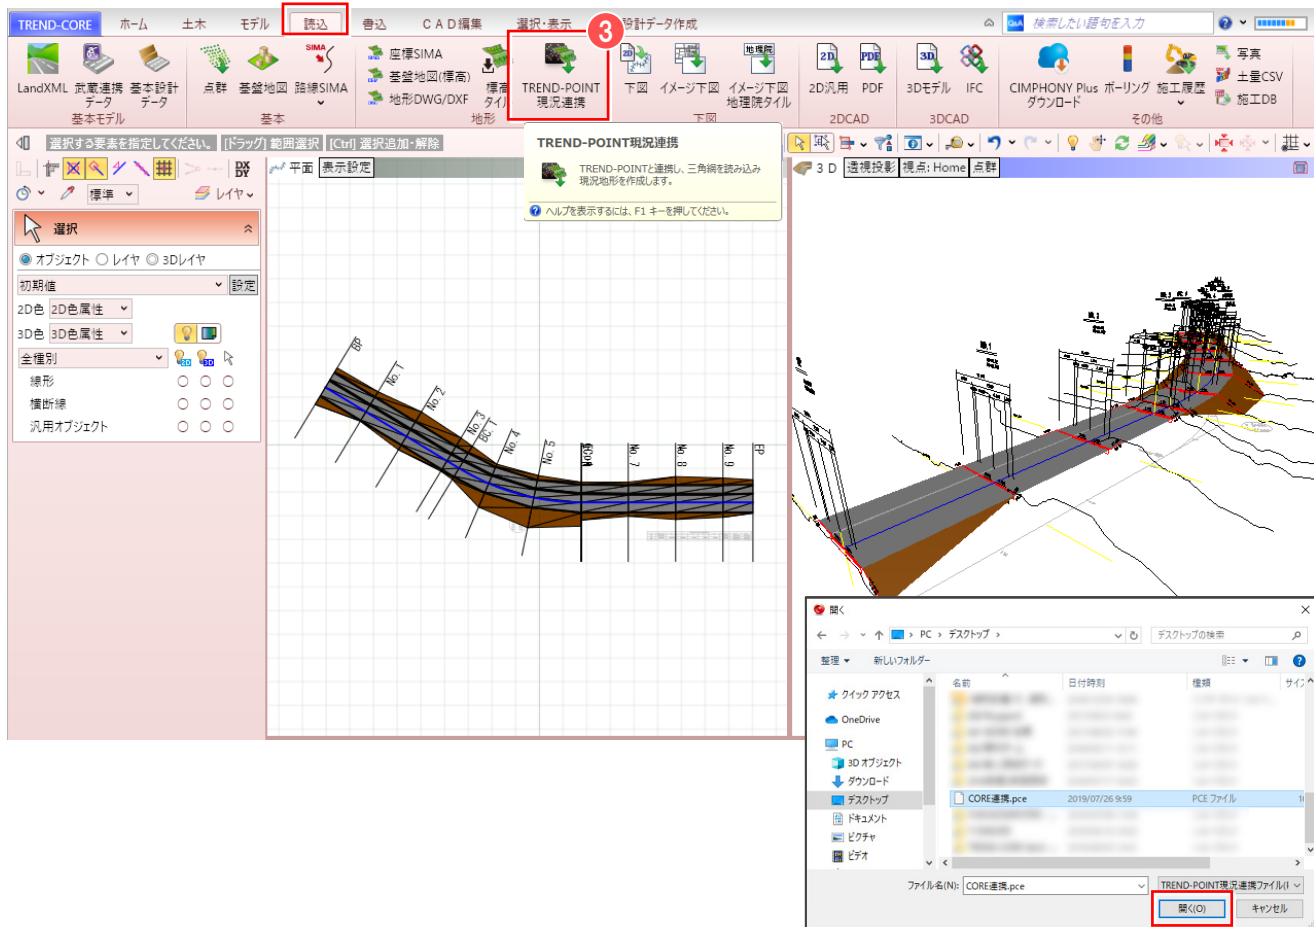 TREND-CORE ホーム 土木 モデル 読込 書込 CAD編集 選択・表示 設計データ作成 Q&A 検索したい語句を入力
3
LandXML 武蔵連携データ 基本設計データ 点群 基盤地図 路線SIMA
座標SIMA
基盤地図(標高)
地形DWG/DXF
TREND-POINT
現況連携
下図 イメージ下図 イメージ下図
地理院タイル
2D汎用 PDF 3Dモデル IFC
CIMPHONY Plus
ダウンロード
ボーリング 施工履歴
写真
土量CSV
施工DB
基本モデル 基本 地形 下図 2DCAD 3DCAD その他
選択する要素を指定してください。 [ドラッグ] 範囲選択 [Ctrl] 選択追加・解除
TREND-POINT現況連携
TREND-POINTと連携し、三角網を読み込み
現況地形を作成します。
ヘルプを表示するには、F1 キーを押してください。
標準 レイヤ
選択
オブジェクト レイヤ 3Dレイヤ
初期値 設定
2D色 2D色属性
3D色 3D色属性
全種別
線形
横断線
汎用オブジェクト
平面 表示設定
BP
No. 1
No. 2
No. 3
BC. 1
No. 4
No. 5
No. 7
No. 8
No. 9
EP
3 D 透視投影 視点: Home 点群
開く
PC デスクトップ デスクトップの検索
整理 新しいフォルダー
名前 日付時刻 種類 サイズ
クイック アクセス
OneDrive
PC
3D オブジェクト
ダウンロード
デスクトップ
ドキュメント
ピクチャ
ビデオ
CORE連携.pce 2019/07/26 9:59 PCE ファイル
ファイル名(N): CORE連携.pce TREND-POINT現況連携ファイル(
開く(O) キャンセル